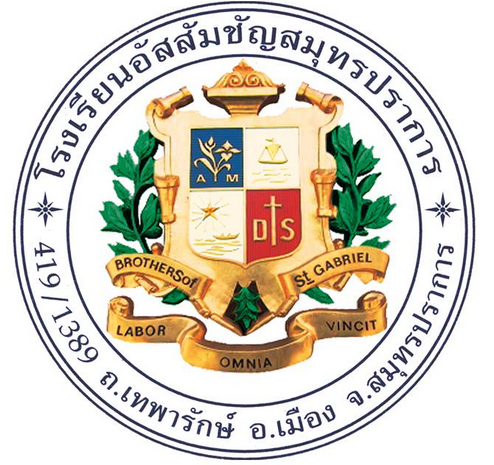 โรงเรียนอัสสัมชัญสมุทรปราการ
A M
D S
BROTHERS of St GABRIEL
LABOR OMNIA VINCIT
419/1389 ถ.เทพารักษ์ อ.เมือง จ.สมุทรปราการ